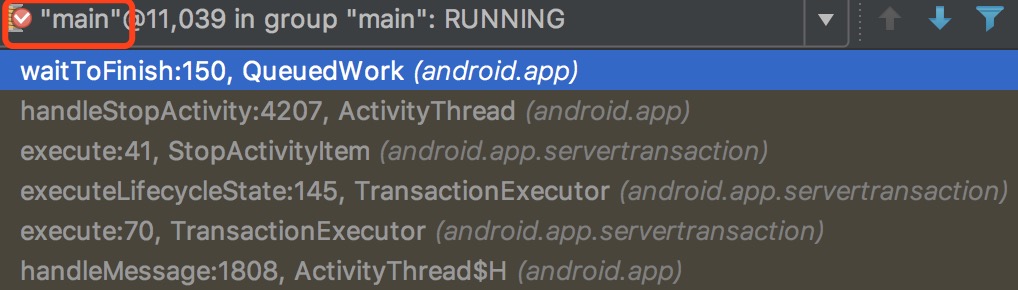 "main"@11,039 in group "main": RUNNING
waitToFinish:150, QueuedWork (android.app)
handleStopActivity:4207, ActivityThread (android.app)
execute:41, StopActivityItem (android.app.servertransaction)
executeLifecycleState:145, TransactionExecutor (android.app.servertransaction)
execute:70, TransactionExecutor (android.app.servertransaction)
handleMessage:1808, ActivityThread$H (android.app)